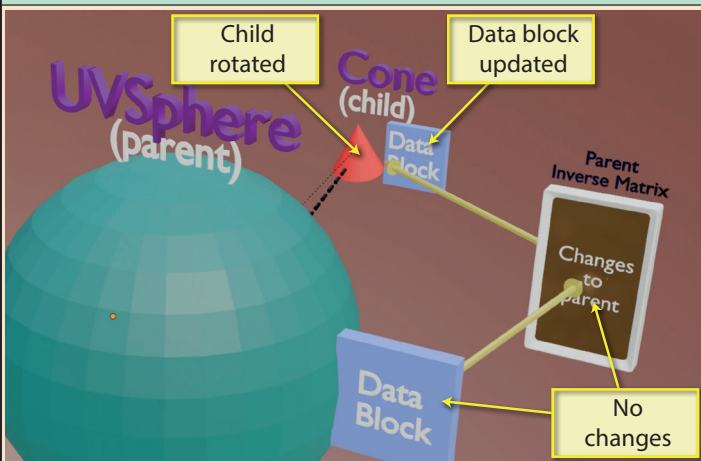 Child
rotated
Data block
updated
UVSphere
(parent)
Cone
(child)
Data
Block
Parent
Inverse Matrix
Changes
to
parent
Data
Block
No
changes